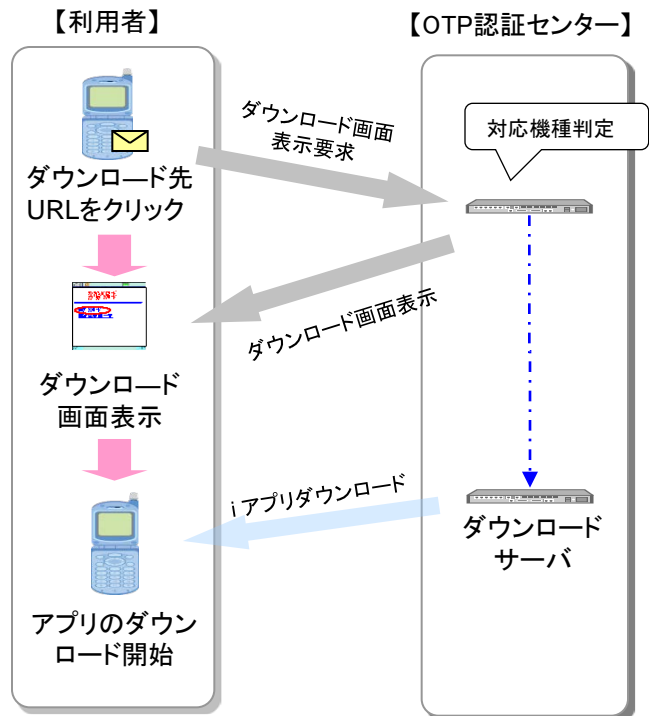 【利用者】
【OTP認証センター】
ダウンロード画面
表示要求
対応機種判定
ダウンロ―ド先
URLをクリック
ダウンロード画面表示
ダウンロ―ド
画面表示
i アプリダウンロード
ダウンロード
サーバ
アプリのダウン
ロード開始